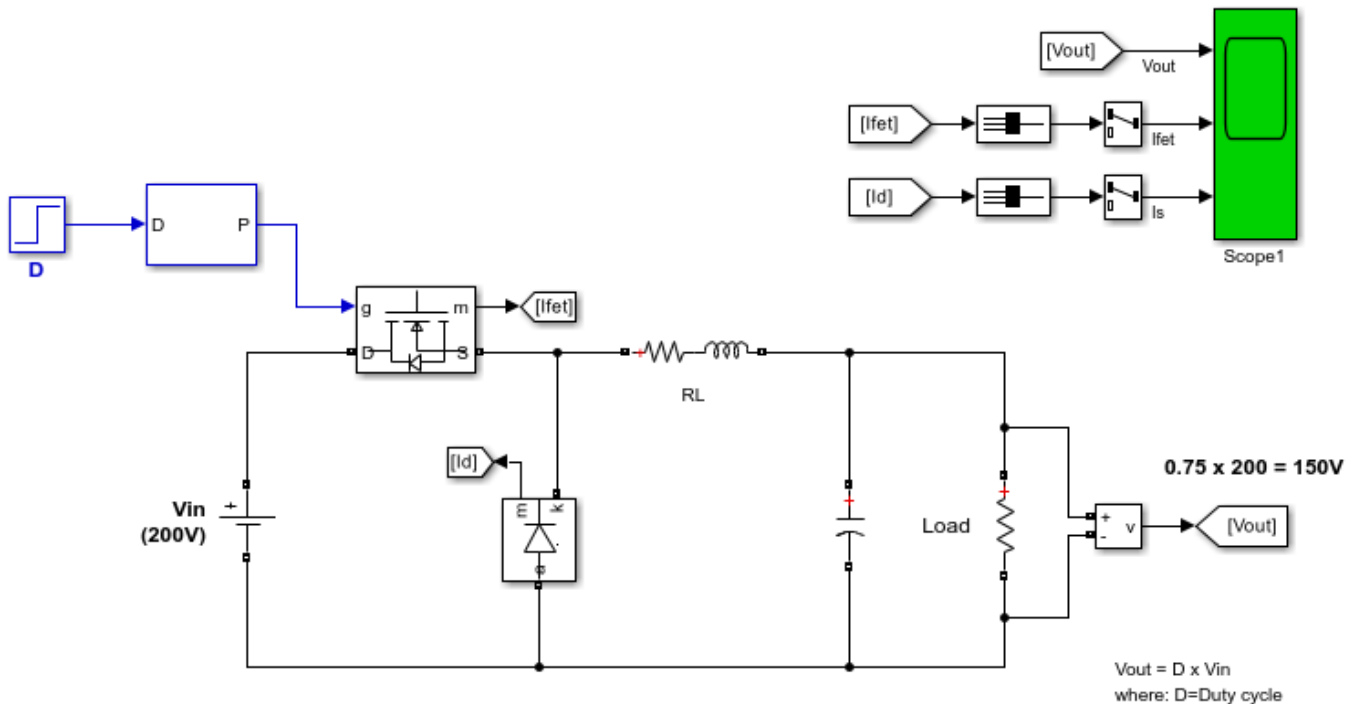 [Vout]
Vout
[Ifet]
Ifet
[Id]
Is
Scope1
D
P
D
g
m
[Ifet]
D
S
RL
[Id]
m
k
a
Vin
(200V)
+
+
+
+
Load
0.75 x 200 = 150V
+
-
v
[Vout]
Vout = D x Vin
where: D=Duty cycle